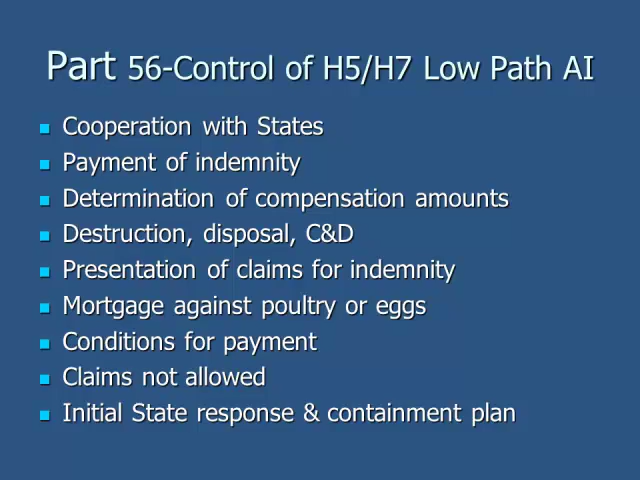 Part 56-Control of H5/H7 Low Path AI
Cooperation with States
Payment of indemnity
Determination of compensation amounts
Destruction, disposal, C&D
Presentation of claims for indemnity
Mortgage against poultry or eggs
Conditions for payment
Claims not allowed
Initial State response & containment plan